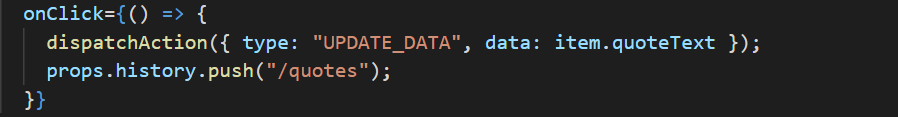 onClick={() => {
dispatchAction({ type: "UPDATE_DATA", data: item.quoteText });
props.history.push("/quotes");
}}